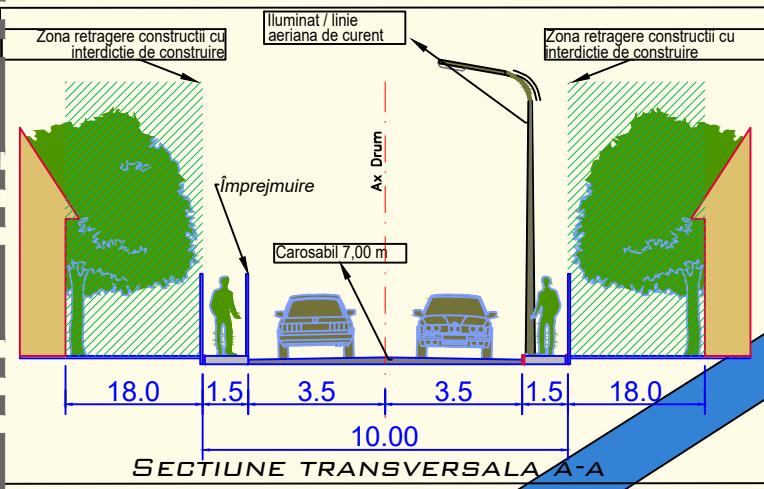 Iluminat / linie
aeriana de curent
Zona retragere constructii cu
interdictie de construire
Zona retragere constructii cu
interdictie de construire
Ax Drum
Împrejmuire
Carosabil 7,00 m
18.0
1.5
3.5
3.5
1.5
18.0
10.00
SECTIUNE TRANSVERSALA A-A